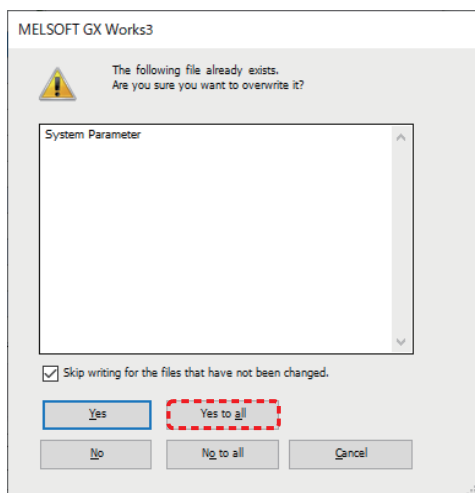 MELSOFT GX Works3
The following file already exists.
Are you sure you want to overwrite it?
System Parameter
Skip writing for the files that have not been changed.
Yes
Yes to all
No
No to all
Cancel